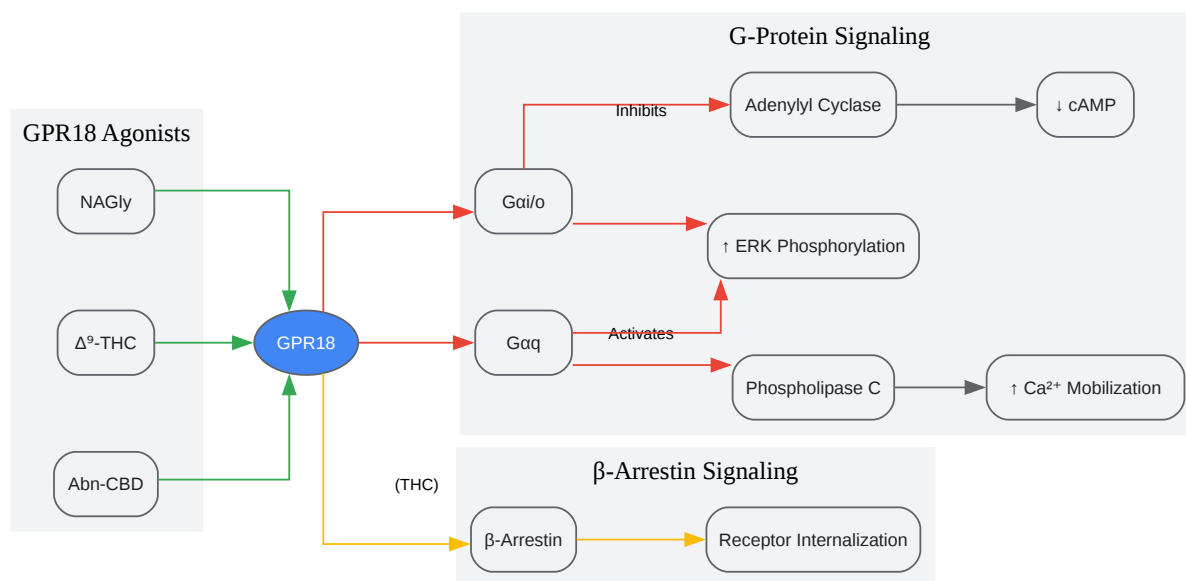 G-Protein Signaling
Inhibits
Adenylyl Cyclase
↓ cAMP
GPR18 Agonists
NAGly
Gαi/o
↑ ERK Phosphorylation
Δ⁹-THC
GPR18
Gαq
Activates
Phospholipase C
↑ Ca²⁺ Mobilization
Abn-CBD
(THC)
β-Arrestin Signaling
β-Arrestin
Receptor Internalization